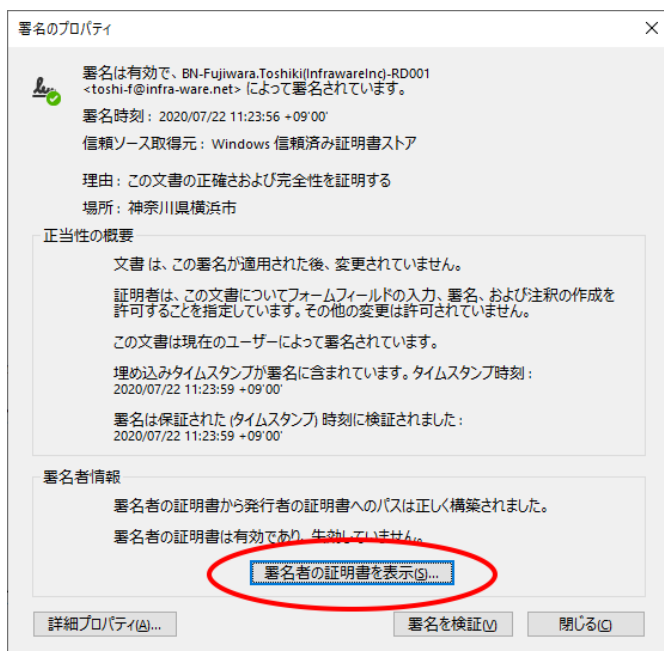 署名のプロパティ
署名は有効で、BN-Fujiwara.Toshiki(InfrawareInc)-RD001
<toshi-f@infra-ware.net> によって署名されています。
署名時刻 : 2020/07/22 11:23:56 +09'00'
信頼ソース取得元 : Windows 信頼済み証明書ストア
理由 : この文書の正確さおよび完全性を証明する
場所 : 神奈川県横浜市
正当性の概要
文書 は、この署名が適用された後、変更されていません。
証明者は、この文書についてフォームフィールドの入力、署名、および注釈の作成を
許可することを指定しています。その他の変更は許可されていません。
この文書は現在のユーザーによって署名されています。
埋め込みタイムスタンプが署名に含まれています。タイムスタンプ時刻 :
2020/07/22 11:23:59 +09'00'
署名は保証された (タイムスタンプ) 時刻に検証されました :
2020/07/22 11:23:59 +09'00'
署名者情報
署名者の証明書から発行者の証明書へのパスは正しく構築されました。
署名者の証明書は有効であり、失効していません。
署名者の証明書を表示(S)...
詳細プロパティ(A)...
署名を検証(V)
閉じる(C)